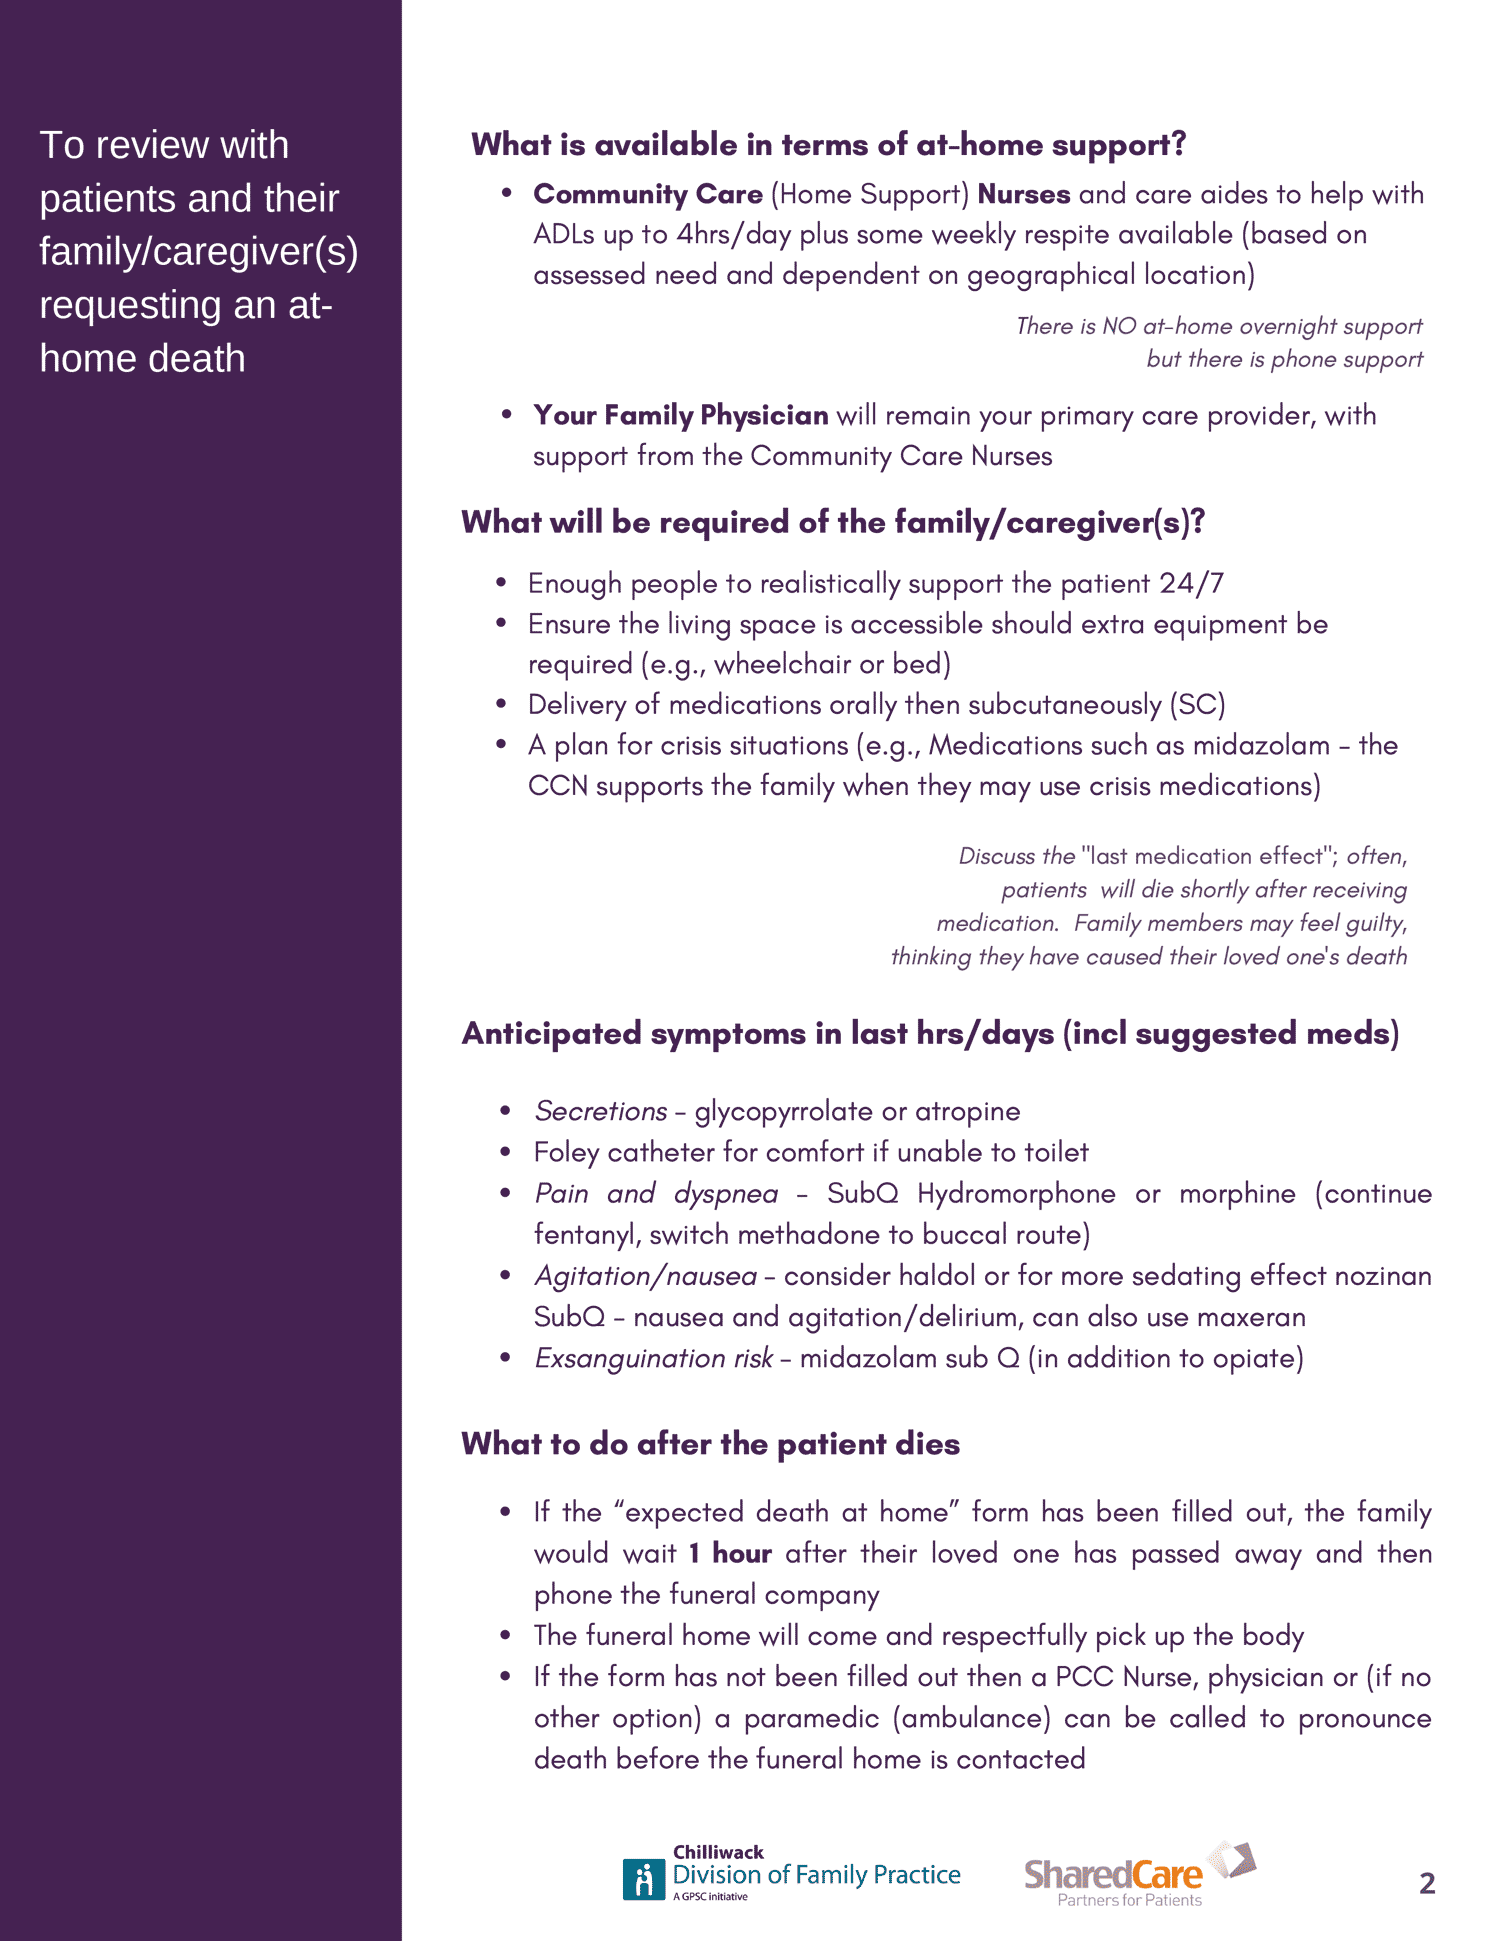 To review with
patients and their
family/caregiver(s)
requesting an at-
home death
What is available in terms of at-home support?
• Community Care (Home Support) Nurses and care aides to help with
ADLs up to 4hrs/day plus some weekly respite available (based on
assessed need and dependent on geographical location)
There is NO at-home overnight support
but there is phone support
• Your Family Physician will remain your primary care provider, with
support from the Community Care Nurses
What will be required of the family/caregiver(s)?
• Enough people to realistically support the patient 24/7
• Ensure the living space is accessible should extra equipment be
required (e.g., wheelchair or bed)
• Delivery of medications orally then subcutaneously (SC)
• A plan for crisis situations (e.g., Medications such as midazolam - the
CCN supports the family when they may use crisis medications)
Discuss the "last medication effect"; often,
patients will die shortly after receiving
medication. Family members may feel guilty,
thinking they have caused their loved one's death
Anticipated symptoms in last hrs/days (incl suggested meds)
• Secretions - glycopyrrolate or atropine
• Foley catheter for comfort if unable to toilet
• Pain and dyspnea - SubQ Hydromorphone or morphine (continue
fentanyl, switch methadone to buccal route)
• Agitation/nausea - consider haldol or for more sedating effect nozinan
SubQ - nausea and agitation/delirium, can also use maxeran
• Exsanguination risk - midazolam sub Q (in addition to opiate)
What to do after the patient dies
• If the “expected death at home” form has been filled out, the family
would wait 1 hour after their loved one has passed away and then
phone the funeral company
• The funeral home will come and respectfully pick up the body
• If the form has not been filled out then a PCC Nurse, physician or (if no
other option) a paramedic (ambulance) can be called to pronounce
death before the funeral home is contacted
Chilliwack
Division of Family Practice
A GPSC initiative
SharedCare
Partners for Patients
2